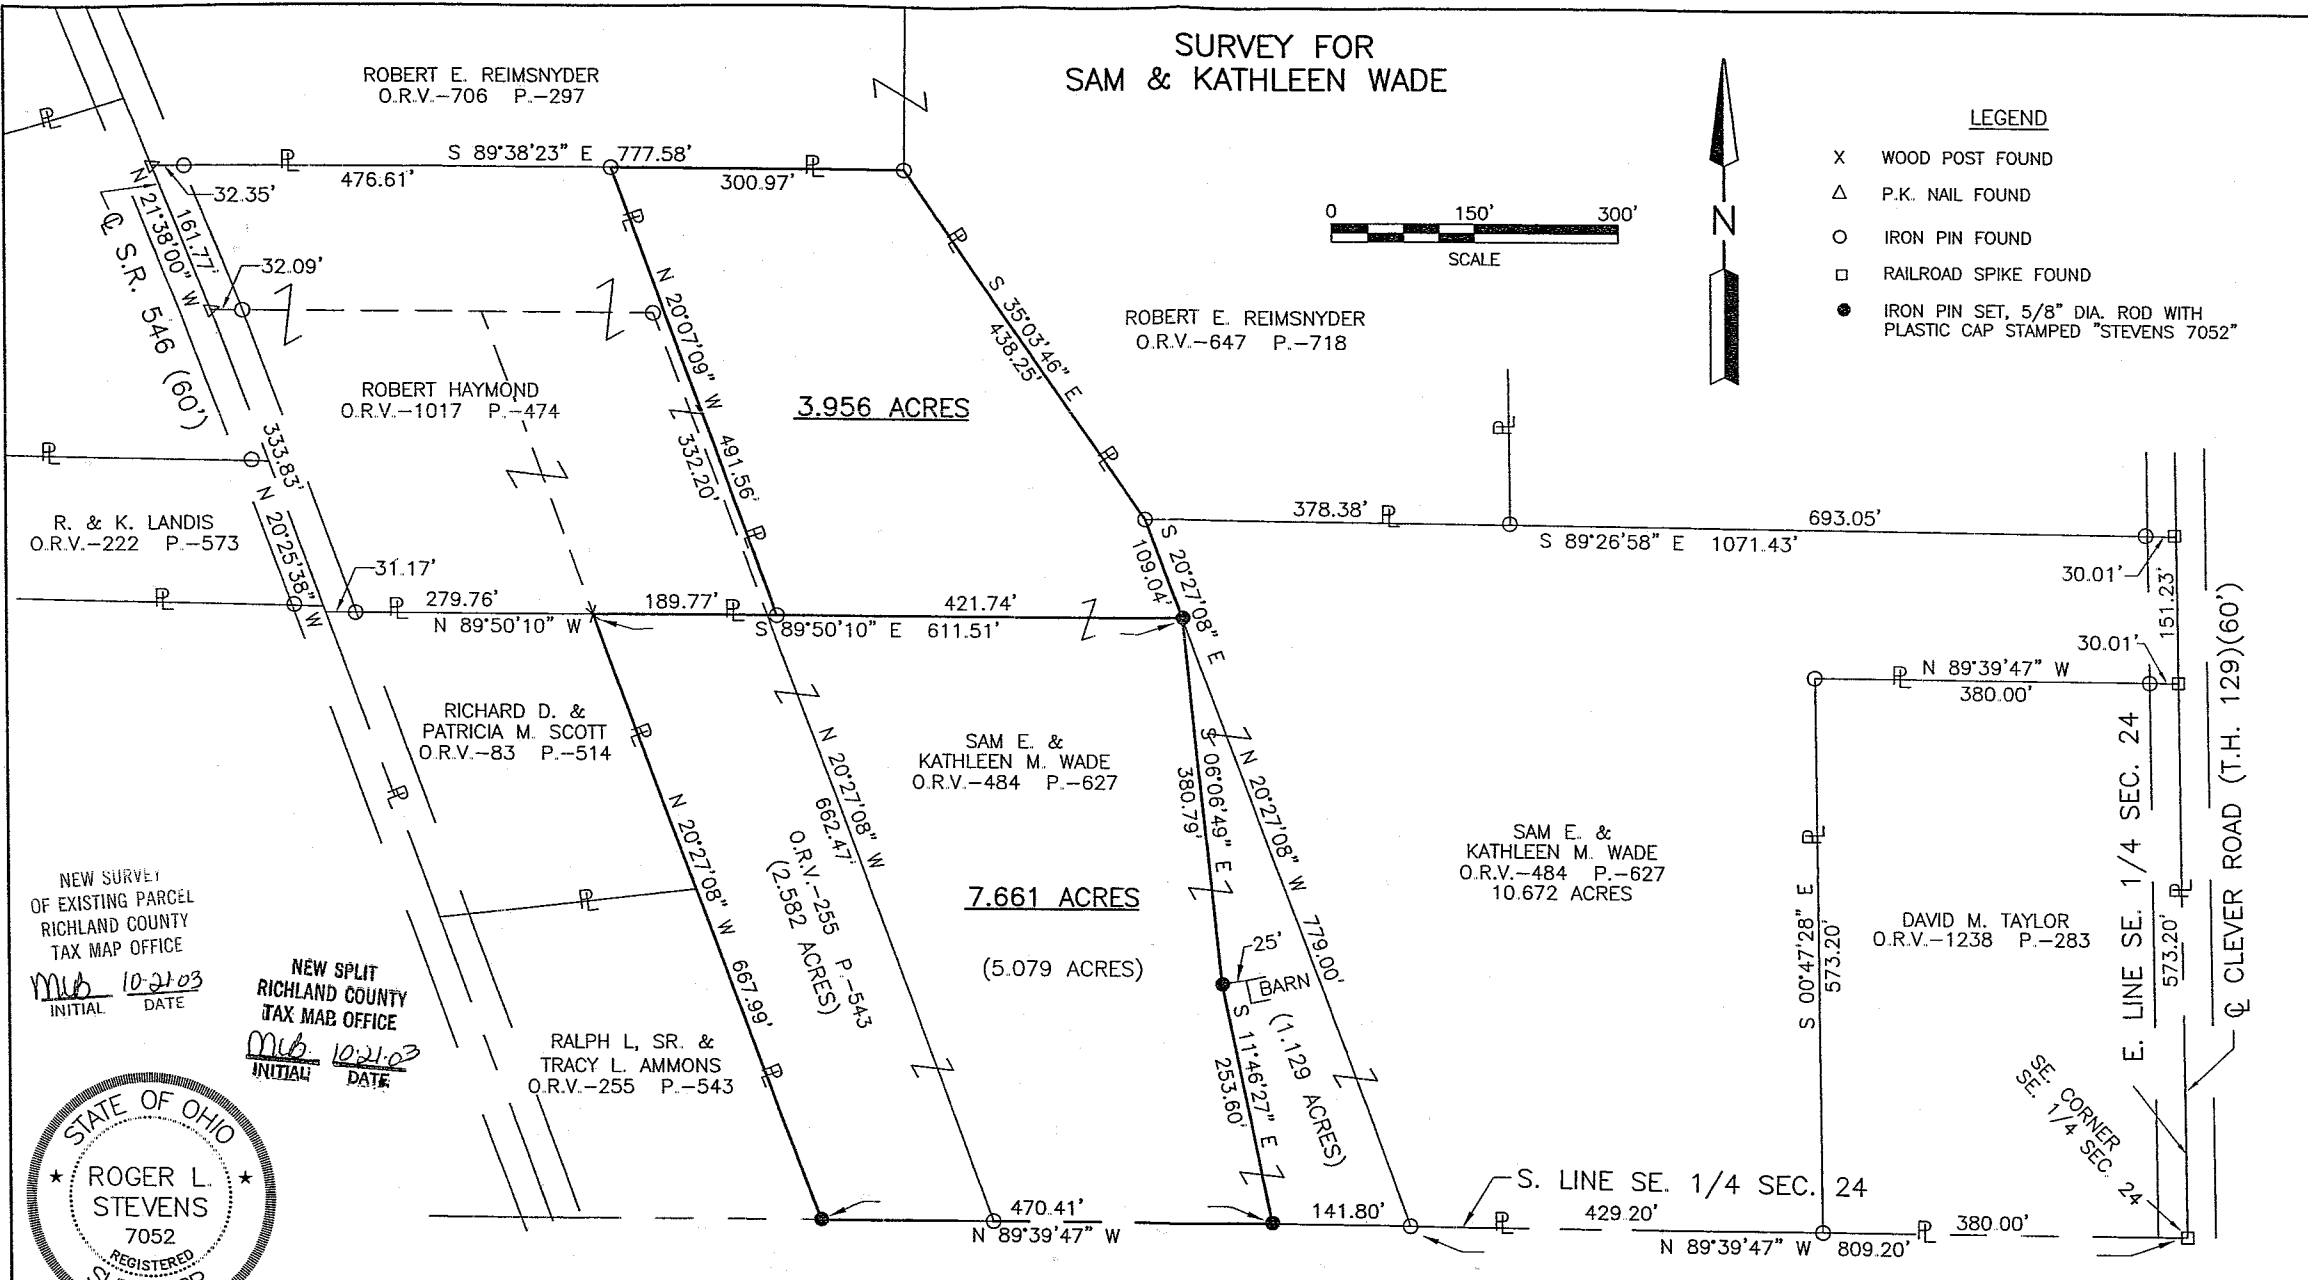 SURVEY FOR
SAM & KATHLEEN WADE
LEGEND
X WOOD POST FOUND
△ P.K. NAIL FOUND
○ IRON PIN FOUND
□ RAILROAD SPIKE FOUND
● IRON PIN SET, 5/8" DIA. ROD WITH
PLASTIC CAP STAMPED "STEVENS 7052"
N
0 150' 300'
SCALE
ROBERT E. REIMSNYDER
O.R.V.-706 P.-297
S 89°38'23" E 777.58'
476.61'
300.97'
32.35'
N 21°38'00" W
161.77'
℄ S.R. 546 (60')
32.09'
ROBERT HAYMOND
O.R.V.-1017 P.-474
N 20°07'09" W 491.56'
332.20'
3.956 ACRES
S 35°03'46" E
438.25'
ROBERT E. REIMSNYDER
O.R.V.-647 P.-718
333.83'
N 20°25'38" W
R. & K. LANDIS
O.R.V.-222 P.-573
31.17'
279.76'
N 89°50'10" W
189.77'
421.74'
S 89°50'10" E 611.51'
S 20°27'08" E
109.04'
378.38'
693.05'
S 89°26'58" E 1071.43'
30.01'
151.23'
30.01'
N 89°39'47" W
380.00'
RICHARD D. &
PATRICIA M. SCOTT
O.R.V.-83 P.-514
N 20°27'08" W 667.99'
N 20°27'08" W
662.47'
O.R.V.-255 P.-543
(2.582 ACRES)
SAM E. &
KATHLEEN M. WADE
O.R.V.-484 P.-627
7.661 ACRES
(5.079 ACRES)
S 06°06'49" E
380.79'
N 20°27'08" W 779.00'
25'
BARN
S 11°46'27" E
253.60'
(1.129 ACRES)
SAM E. &
KATHLEEN M. WADE
O.R.V.-484 P.-627
10.672 ACRES
S 00°47'28" E
573.20'
DAVID M. TAYLOR
O.R.V.-1238 P.-283
E. LINE SE. 1/4 SEC. 24
573.20'
℄ CLEVER ROAD (T.H. 129)(60')
SE. CORNER
SE. 1/4 SEC. 24
RALPH L, SR. &
TRACY L. AMMONS
O.R.V.-255 P.-543
470.41'
N 89°39'47" W
141.80'
S. LINE SE. 1/4 SEC. 24
429.20'
N 89°39'47" W 809.20'
380.00'
NEW SURVEY
OF EXISTING PARCEL
RICHLAND COUNTY
TAX MAP OFFICE
MLB 10-21-03
INITIAL DATE
NEW SPLIT
RICHLAND COUNTY
TAX MAP OFFICE
MLB 10-21-03
INITIAL DATE
STATE OF OHIO
ROGER L.
STEVENS
7052
REGISTERED